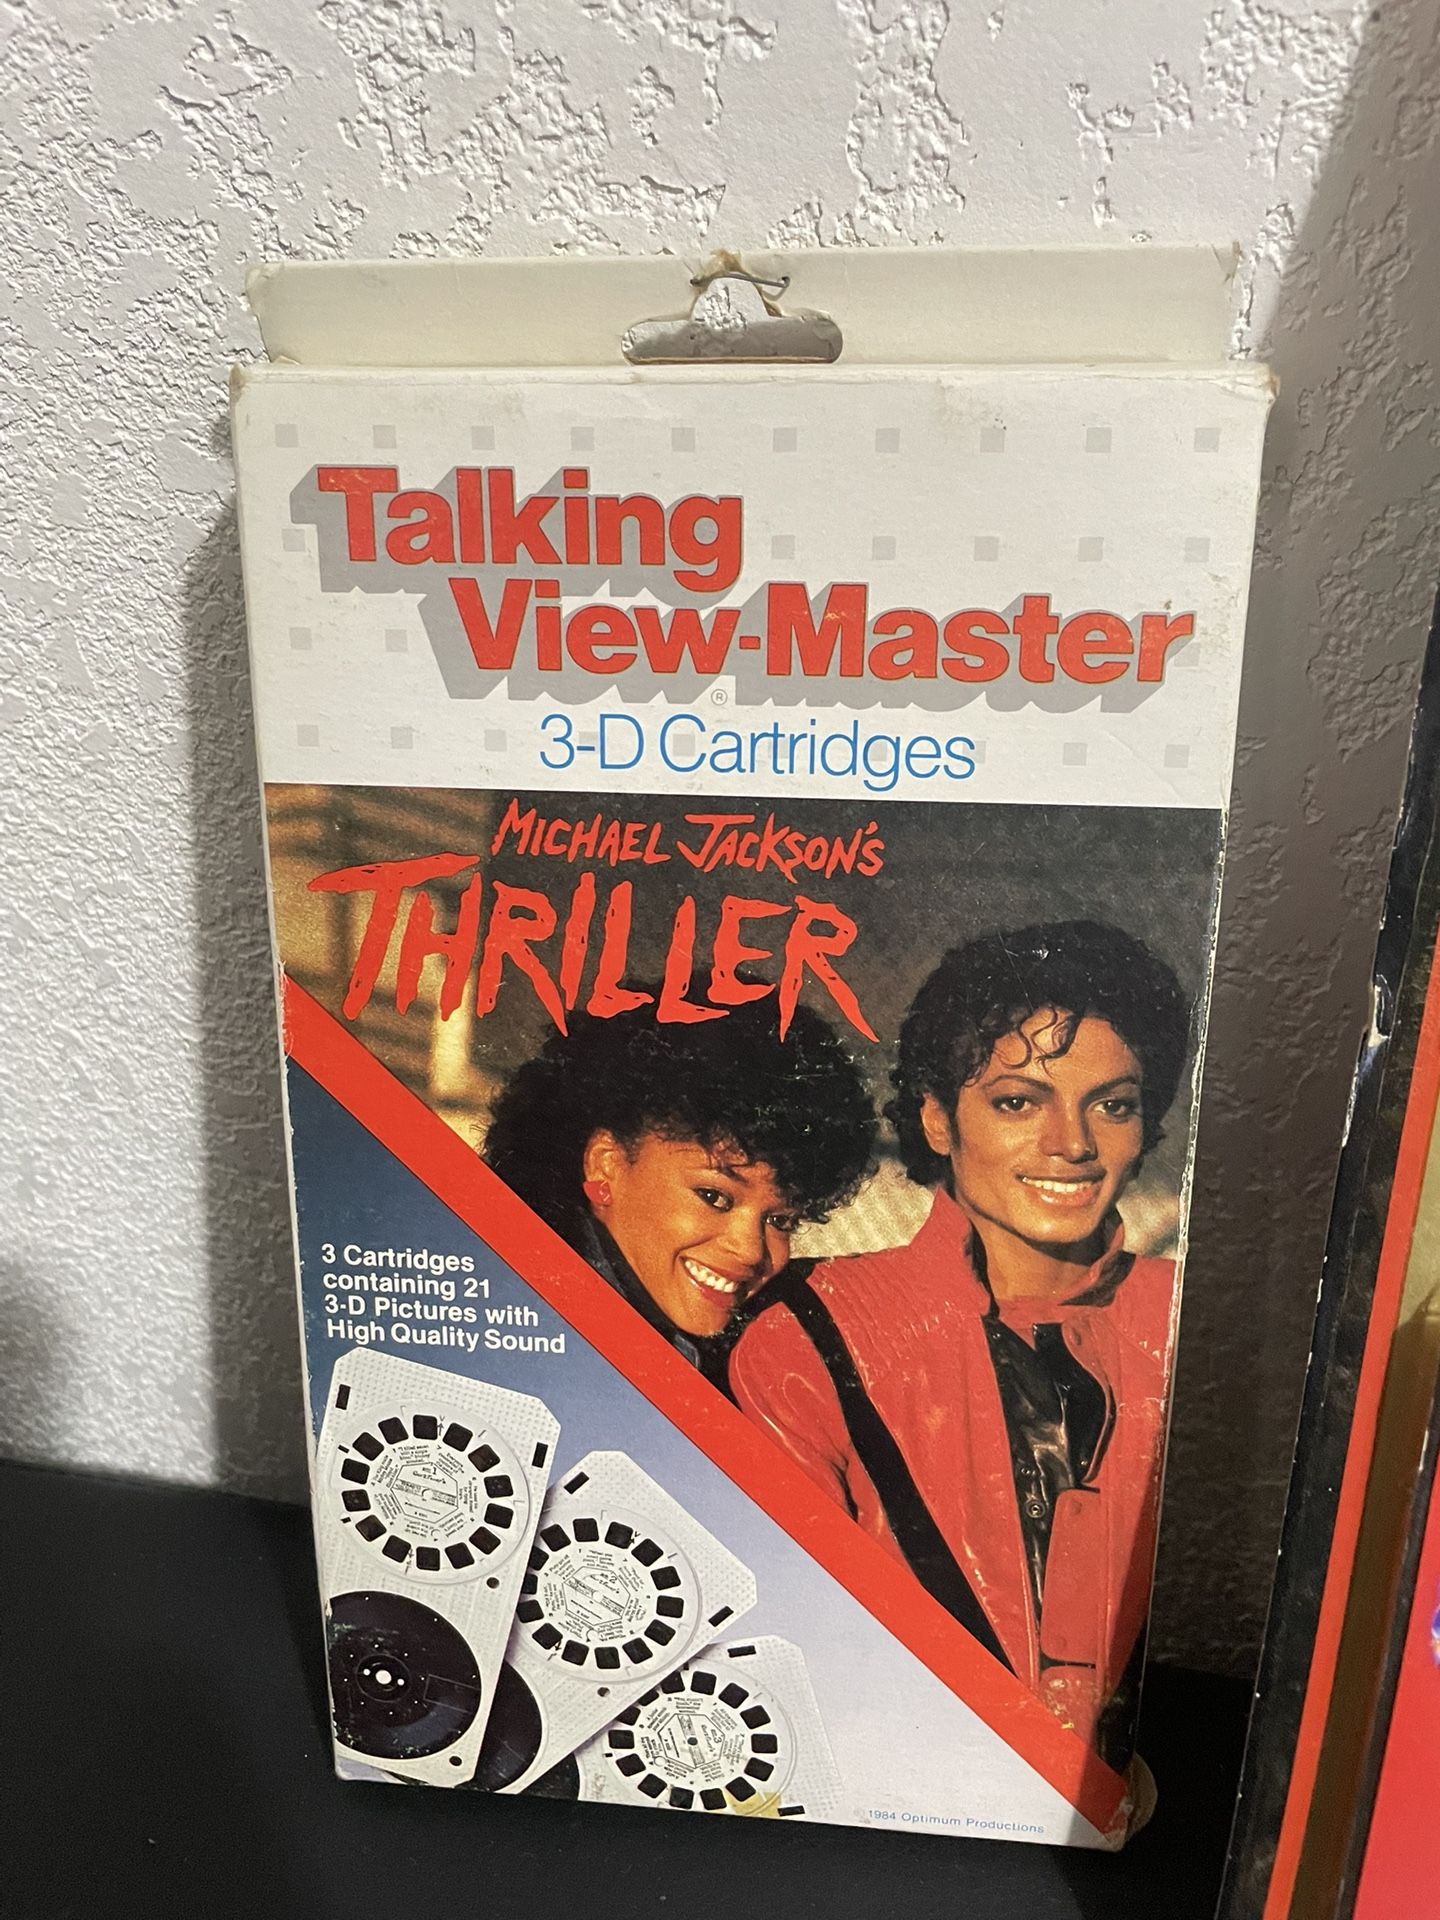 Talking
View-Master
®
3-D Cartridges
MICHAEL JACKSON'S
THRILLER
3 Cartridges
containing 21
3-D Pictures with
High Quality Sound
© 1984 Optimum Productions